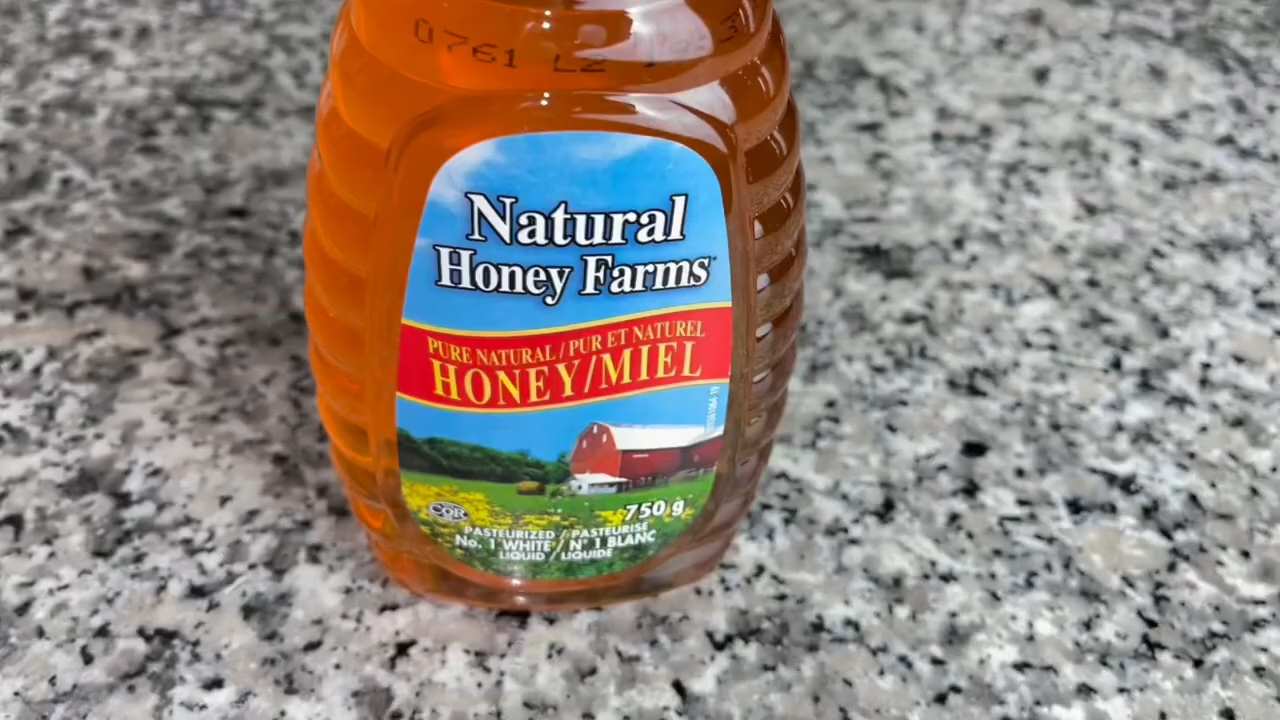 0761 L2
Natural
Honey Farms
PURE NATURAL / PUR ET NATUREL
HONEY/MIEL
COR
750 g
PASTEURIZED / PASTEURISÉ
No. 1 WHITE / N° 1 BLANC
LIQUID / LIQUIDE